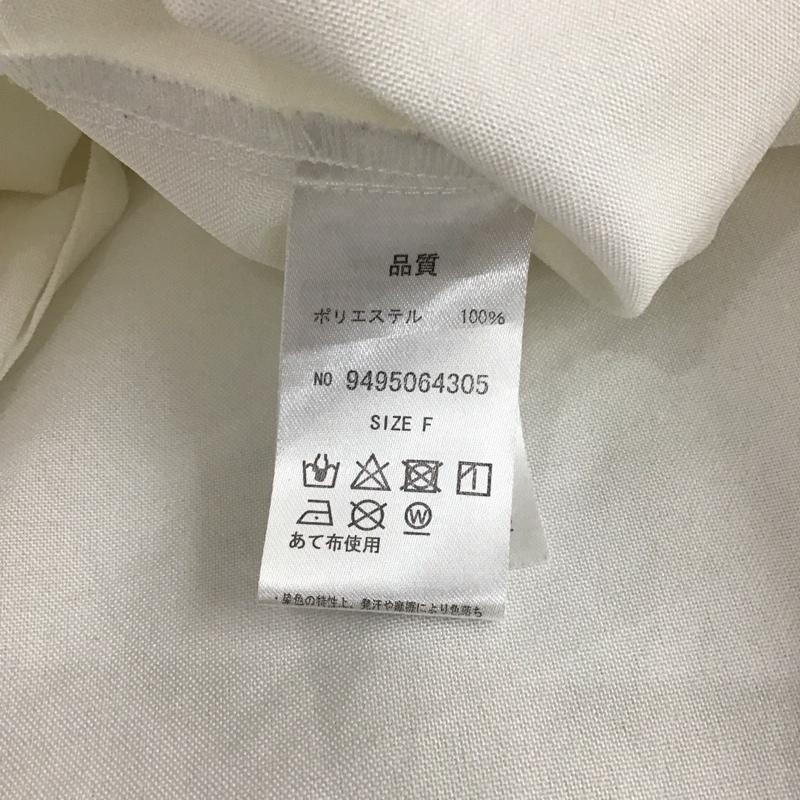 品質
ポリエステル 100%
NO 9495064305
SIZE F
W
あて布使用
・染色の特性上、発汗や摩擦により色落ち